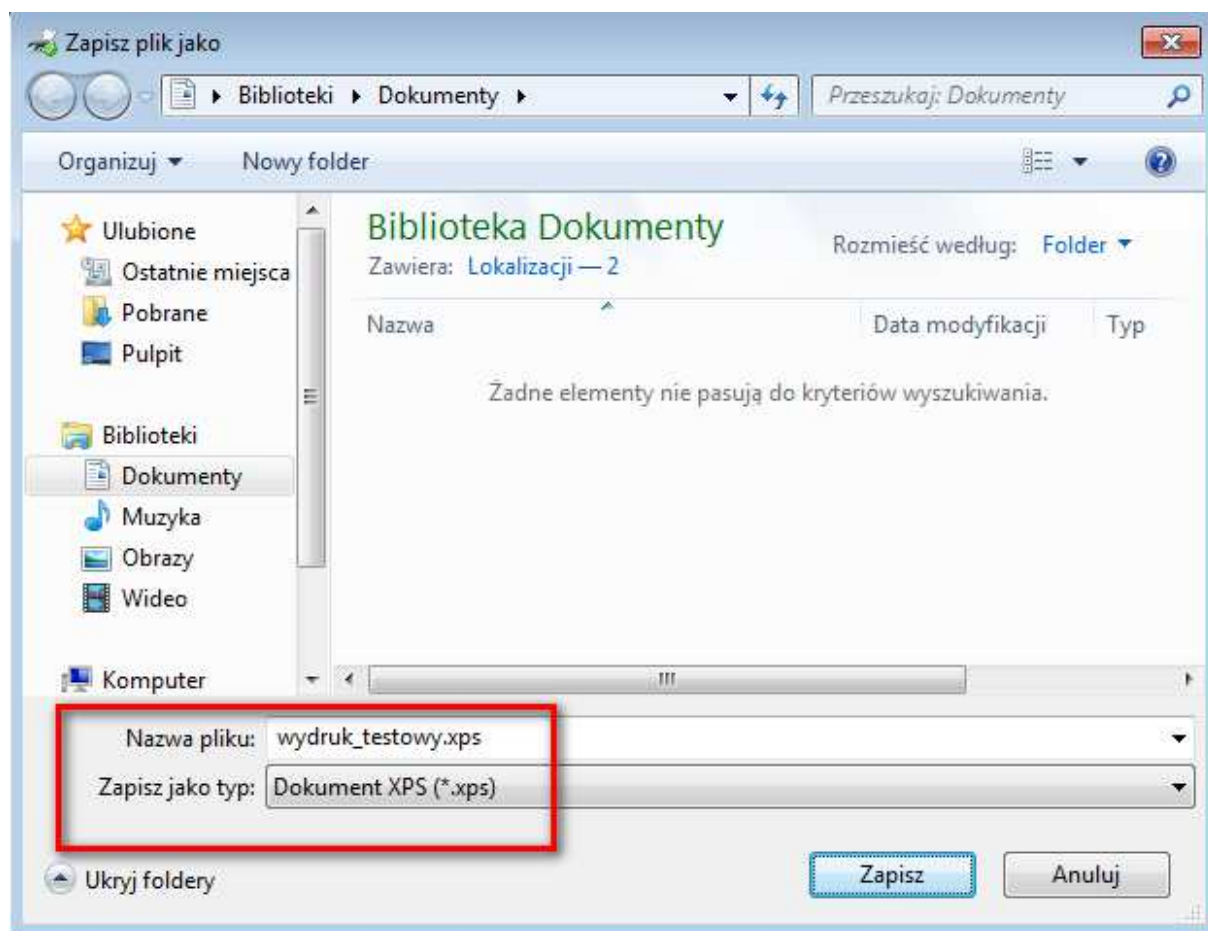 Zapisz plik jako
Biblioteki Dokumenty Przeszukaj: Dokumenty
Organizuj Nowy folder
Ulubione
Ostatnie miejsca
Pobrane
Pulpit
Biblioteki
Dokumenty
Muzyka
Obrazy
Wideo
Komputer
Biblioteka Dokumenty
Zawiera: Lokalizacji — 2
Rozmieść według: Folder
Nazwa Data modyfikacji Typ
Żadne elementy nie pasują do kryteriów wyszukiwania.
Nazwa pliku: wydruk_testowy.xps
Zapisz jako typ: Dokument XPS (*.xps)
Ukryj foldery Zapisz Anuluj